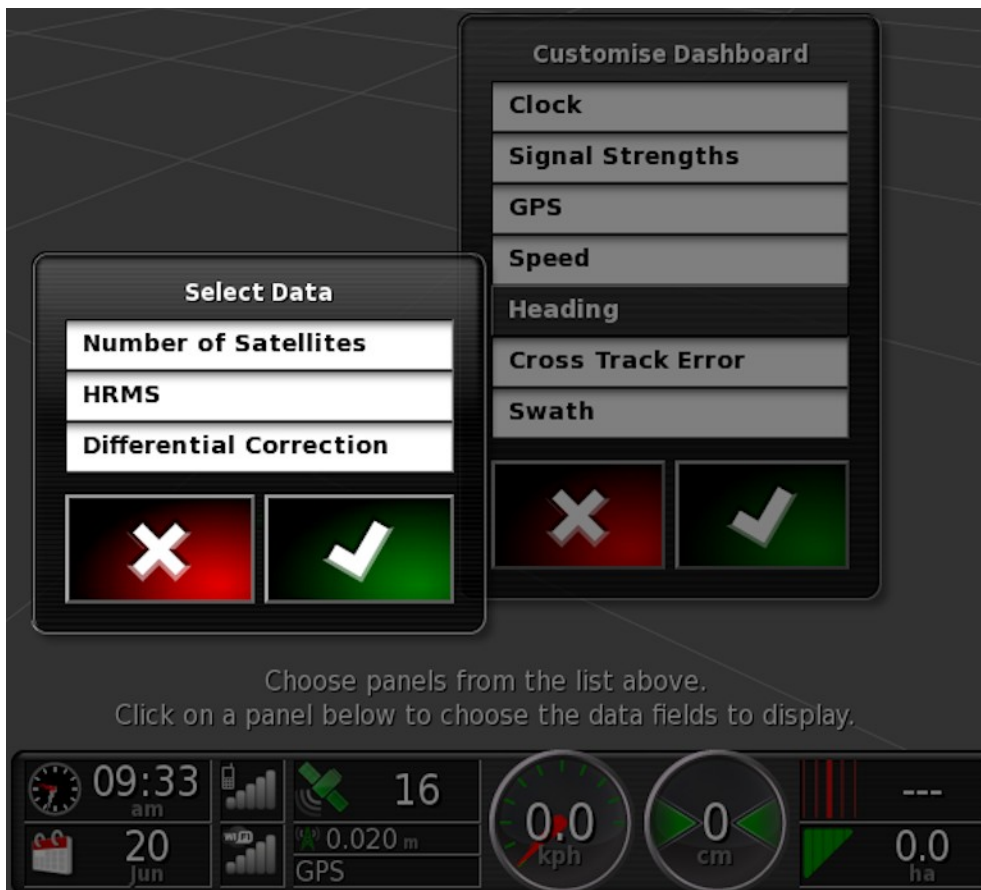 Customise Dashboard
Clock
Signal Strengths
GPS
Speed
Heading
Cross Track Error
Swath
Select Data
Number of Satellites
HRMS
Differential Correction
Choose panels from the list above.
Click on a panel below to choose the data fields to display.
09:33
am
20
Jun
WiFi
16
0.020 m
GPS
0.0
kph
0
cm
---
0.0
ha